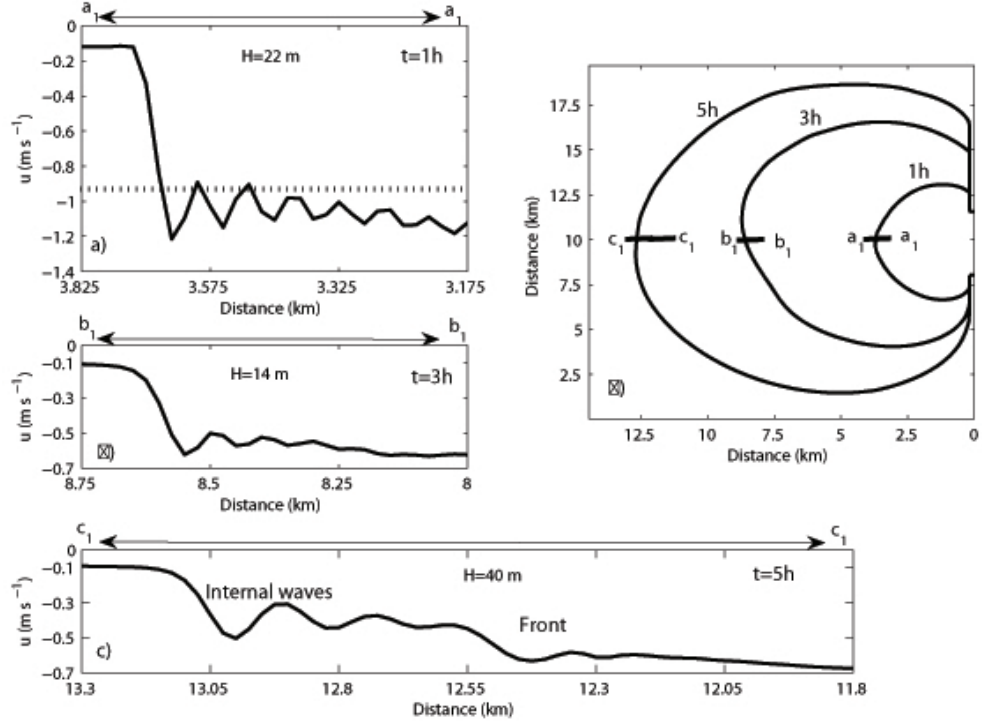 a1 a1
0
H=22 m t=1h
−0.2
−0.4
−0.6
−0.8
−1
−1.2
−1.4
u (m s −1)
a)
3.825 3.575 3.325 3.175
Distance (km)
b1 b1
0
−0.1
−0.3
−0.5
−0.7
H=14 m t=3h
u (m s −1)
)
8.75 8.5 8.25 8
Distance (km)
17.5
15
12.5
10
7.5
5
2.5
Distance (km)
5h
3h
1h
c1 c1 b1 b1 a1 a1
)
12.5 10 7.5 5 2.5 0
Distance (km)
c1 c1
0
−0.1
−0.3
−0.5
−0.7
H=40 m t=5h
Internal waves
Front
u (m s −1)
c)
13.3 13.05 12.8 12.55 12.3 12.05 11.8
Distance (km)